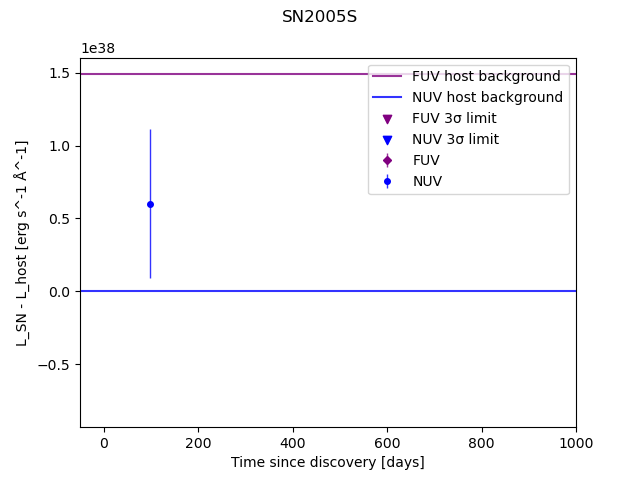 SN2005S
1e38
FUV host background
NUV host background
FUV 3σ limit
NUV 3σ limit
FUV
NUV
1.5
1.0
0.5
0.0
−0.5
L_SN - L_host [erg s^-1 Å^-1]
0 200 400 600 800 1000
Time since discovery [days]